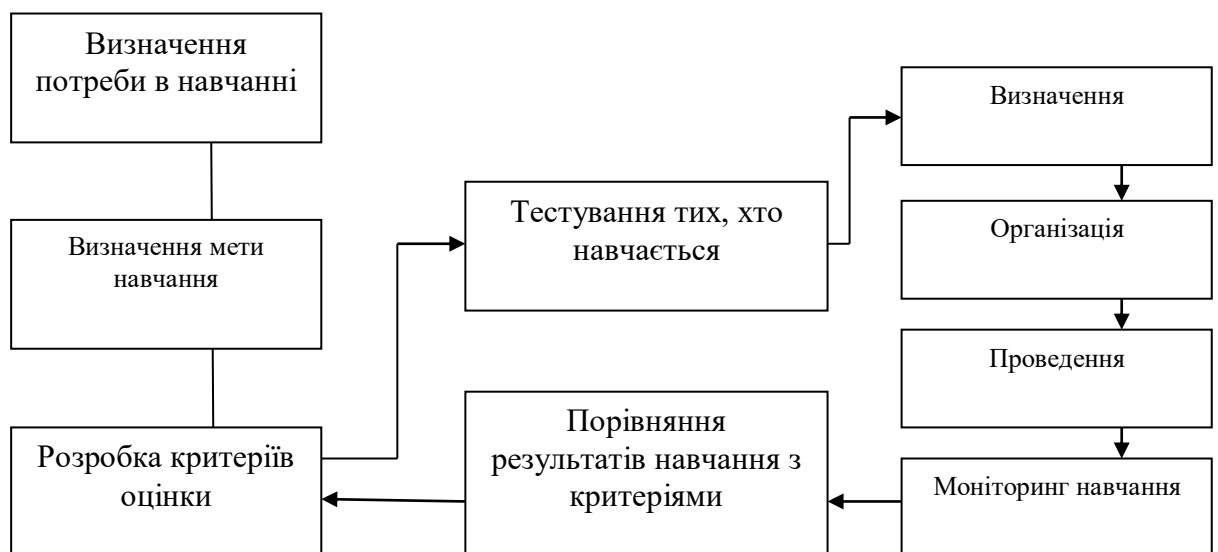 Визначення
потреби в навчанні
Визначення мети
навчання
Розробка критеріїв
оцінки
Тестування тих, хто
навчається
Порівняння
результатів навчання з
критеріями
Визначення
Організація
Проведення
Моніторинг навчання